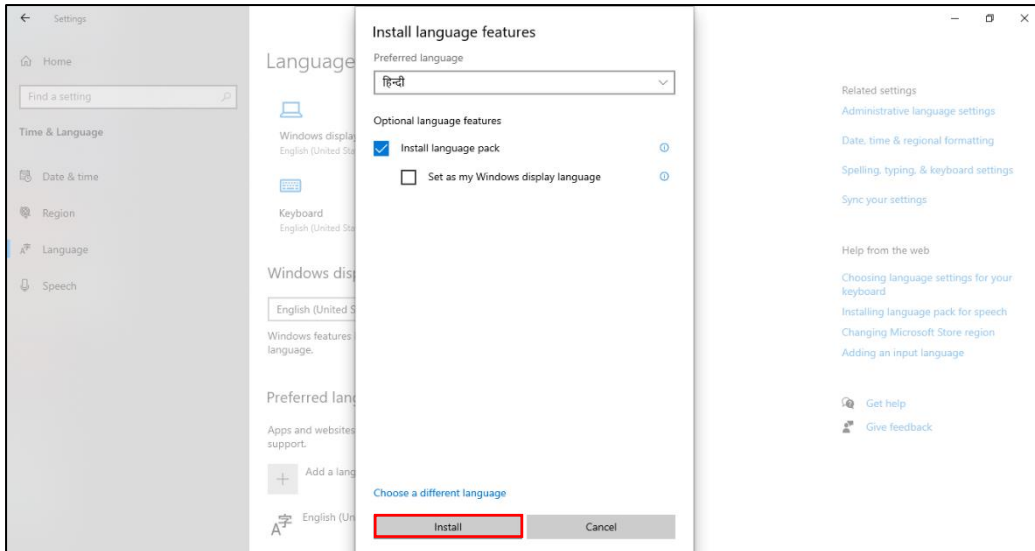 Settings
Home
Find a setting
Time & Language
Date & time
Region
Language
Speech
Language
Windows display
English (United Sta
Keyboard
English (United Sta
Windows disp
English (United S
Windows features
language.
Preferred lang
Apps and websites
support.
Add a lang
English (Un
Install language features
Preferred language
हिन्दी
Optional language features
Install language pack
Set as my Windows display language
Choose a different language
Install
Cancel
Related settings
Administrative language settings
Date, time & regional formatting
Spelling, typing, & keyboard settings
Sync your settings
Help from the web
Choosing language settings for your
keyboard
Installing language pack for speech
Changing Microsoft Store region
Adding an input language
Get help
Give feedback